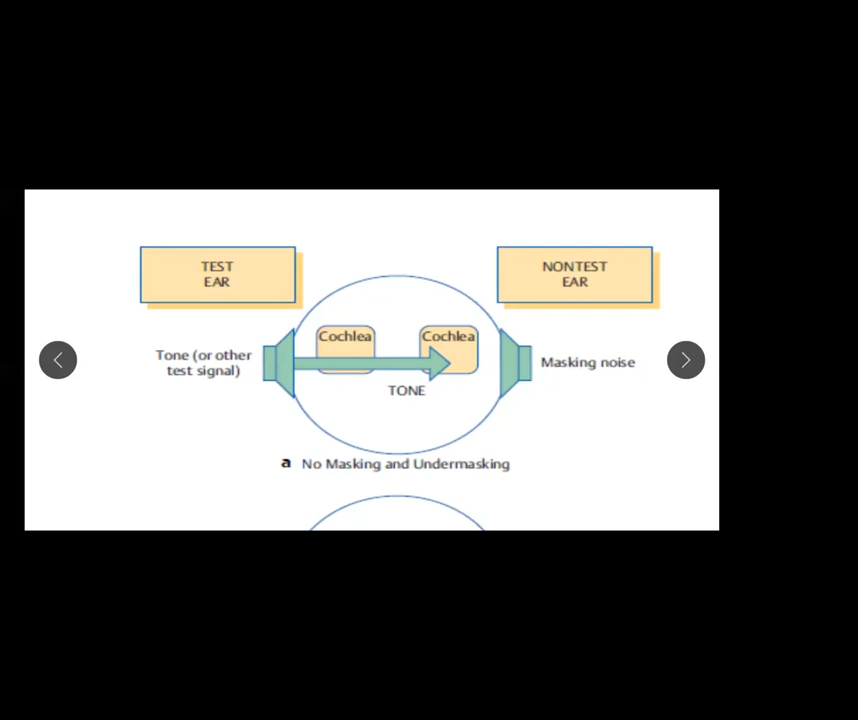 TEST
EAR
NONTEST
EAR
Cochlea
Cochlea
Tone (or other
test signal)
Masking noise
TONE
a No Masking and Undermasking